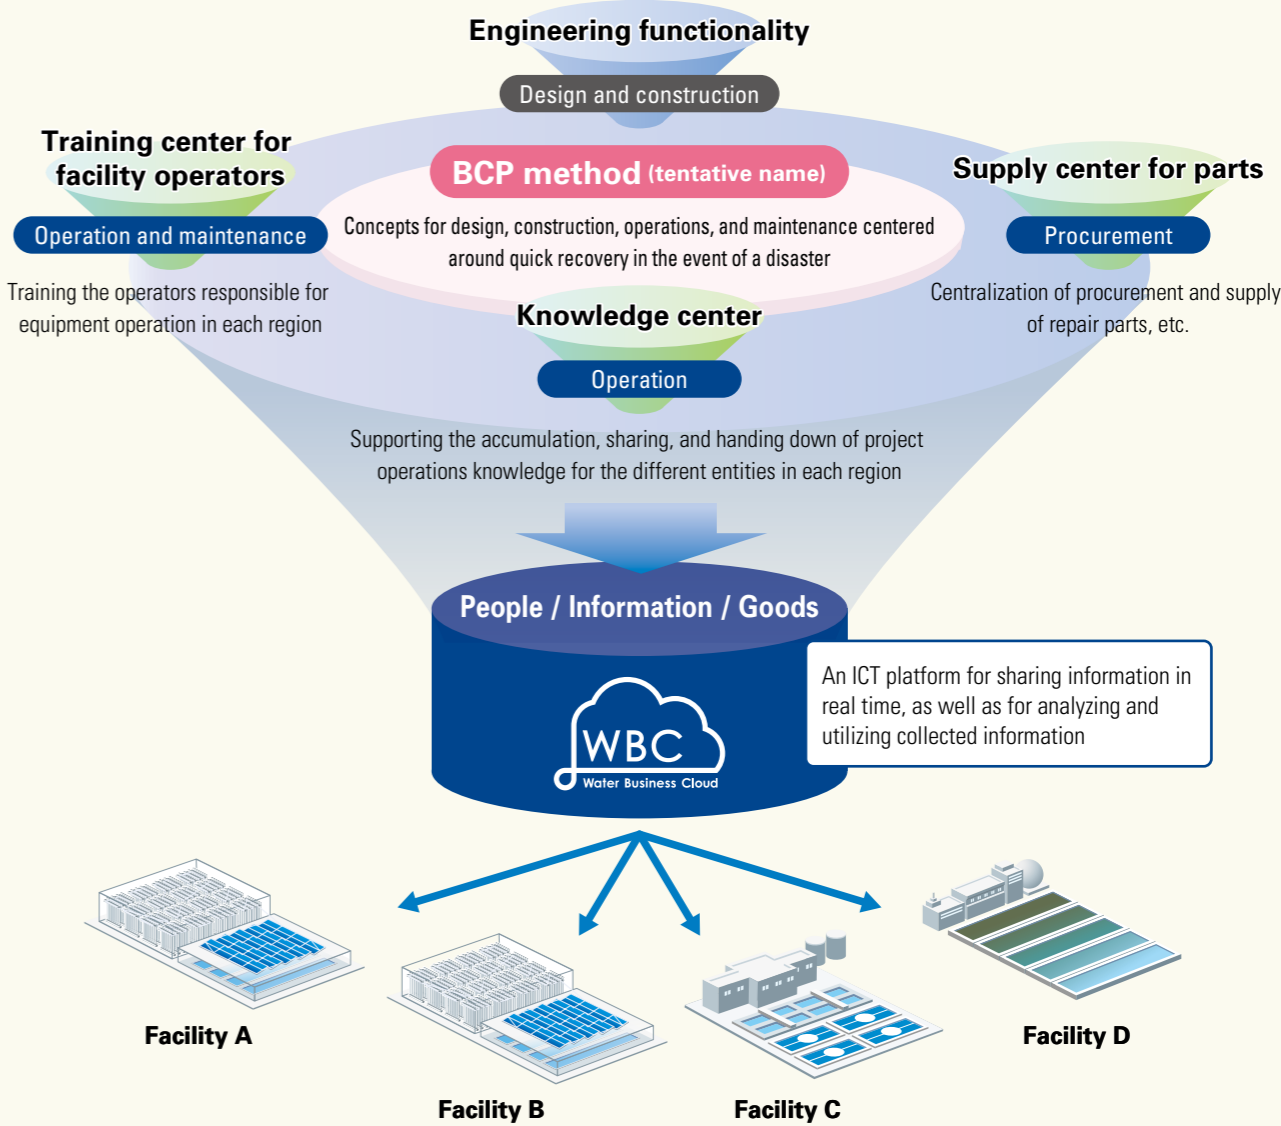 Engineering functionality
Design and construction
Training center for
facility operators
Operation and maintenance
Training the operators responsible for
equipment operation in each region
BCP method (tentative name)
Concepts for design, construction, operations, and maintenance centered
around quick recovery in the event of a disaster
Supply center for parts
Procurement
Centralization of procurement and supply
of repair parts, etc.
Knowledge center
Operation
Supporting the accumulation, sharing, and handing down of project
operations knowledge for the different entities in each region
People / Information / Goods
WBC
Water Business Cloud
An ICT platform for sharing information in
real time, as well as for analyzing and
utilizing collected information
Facility A
Facility B
Facility C
Facility D